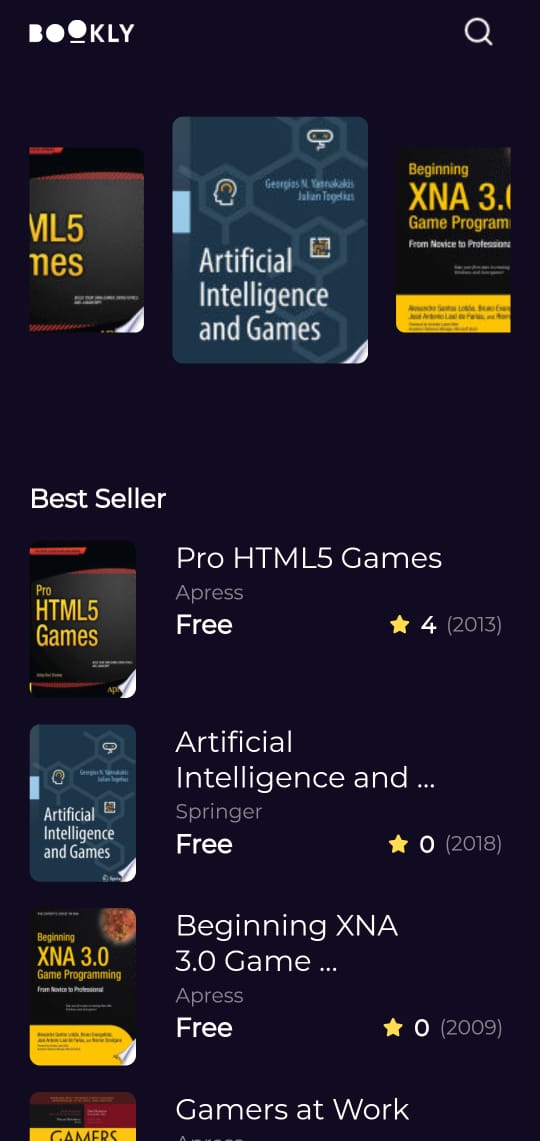 BOOKLY
ML5
mes
Georgios N. Yannakakis
Julian Togelius
Artificial
Intelligence
and Games
Beginning
XNA 3.0
Game Program
From Novice to Professiona
Best Seller
Pro
HTML5
Games
Pro HTML5 Games
Apress
Free
4 (2013)
Georgios N. Yannakakis
Julian Togelius
Artificial
Intelligence
and Games
Artificial
Intelligence and ...
Springer
Free
0 (2018)
Beginning
XNA 3.0
Game Programming
From Novice to Professional
Beginning XNA
3.0 Game ...
Apress
Free
0 (2009)
GAMERS
Gamers at Work
Apress